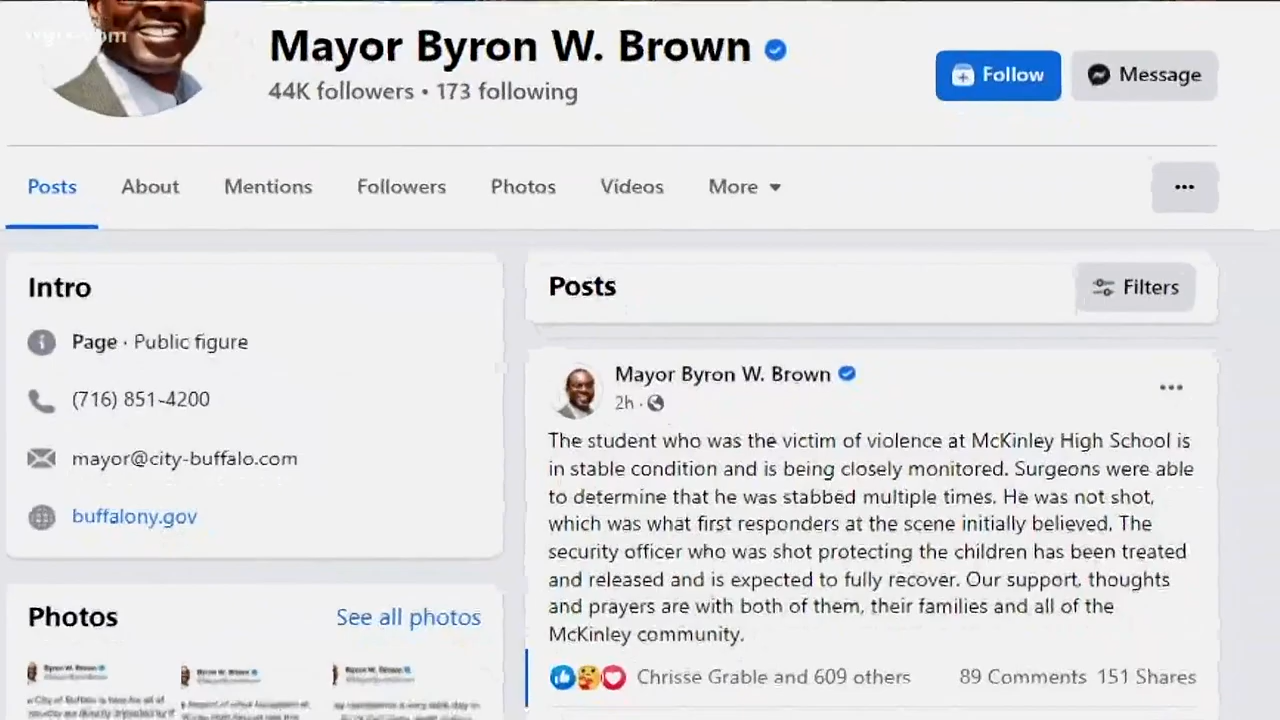 Mayor Byron W. Brown
44K followers • 173 following
Follow
Message
Posts
About
Mentions
Followers
Photos
Videos
More
Intro
Page · Public figure
(716) 851-4200
mayor@city-buffalo.com
buffalony.gov
Photos
See all photos
Byron W. Brown
Byron W. Brown
Byron W. Brown
Posts
Filters
Mayor Byron W. Brown
2h ·
The student who was the victim of violence at McKinley High School is
in stable condition and is being closely monitored. Surgeons were able
to determine that he was stabbed multiple times. He was not shot,
which was what first responders at the scene initially believed. The
security officer who was shot protecting the children has been treated
and released and is expected to fully recover. Our support, thoughts
and prayers are with both of them, their families and all of the
McKinley community.
Chrisse Grable and 609 others
89 Comments 151 Shares